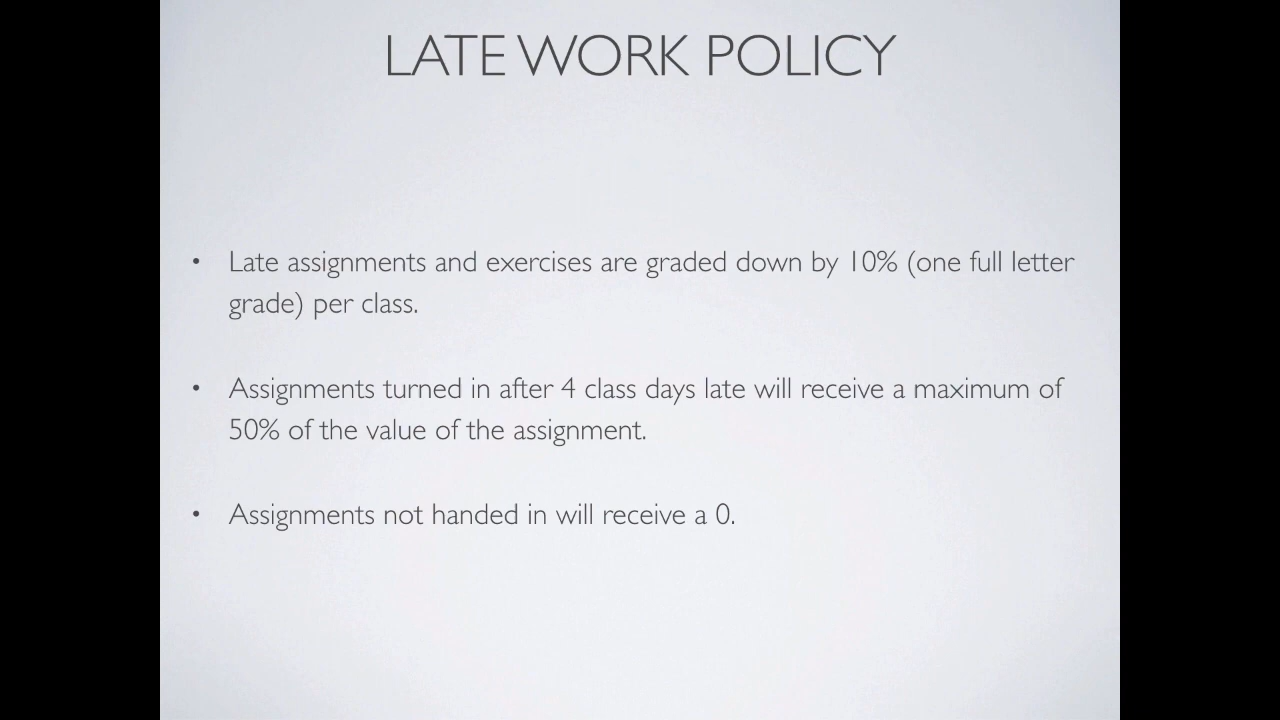 LATE WORK POLICY
• Late assignments and exercises are graded down by 10% (one full letter
grade) per class.
• Assignments turned in after 4 class days late will receive a maximum of
50% of the value of the assignment.
• Assignments not handed in will receive a 0.